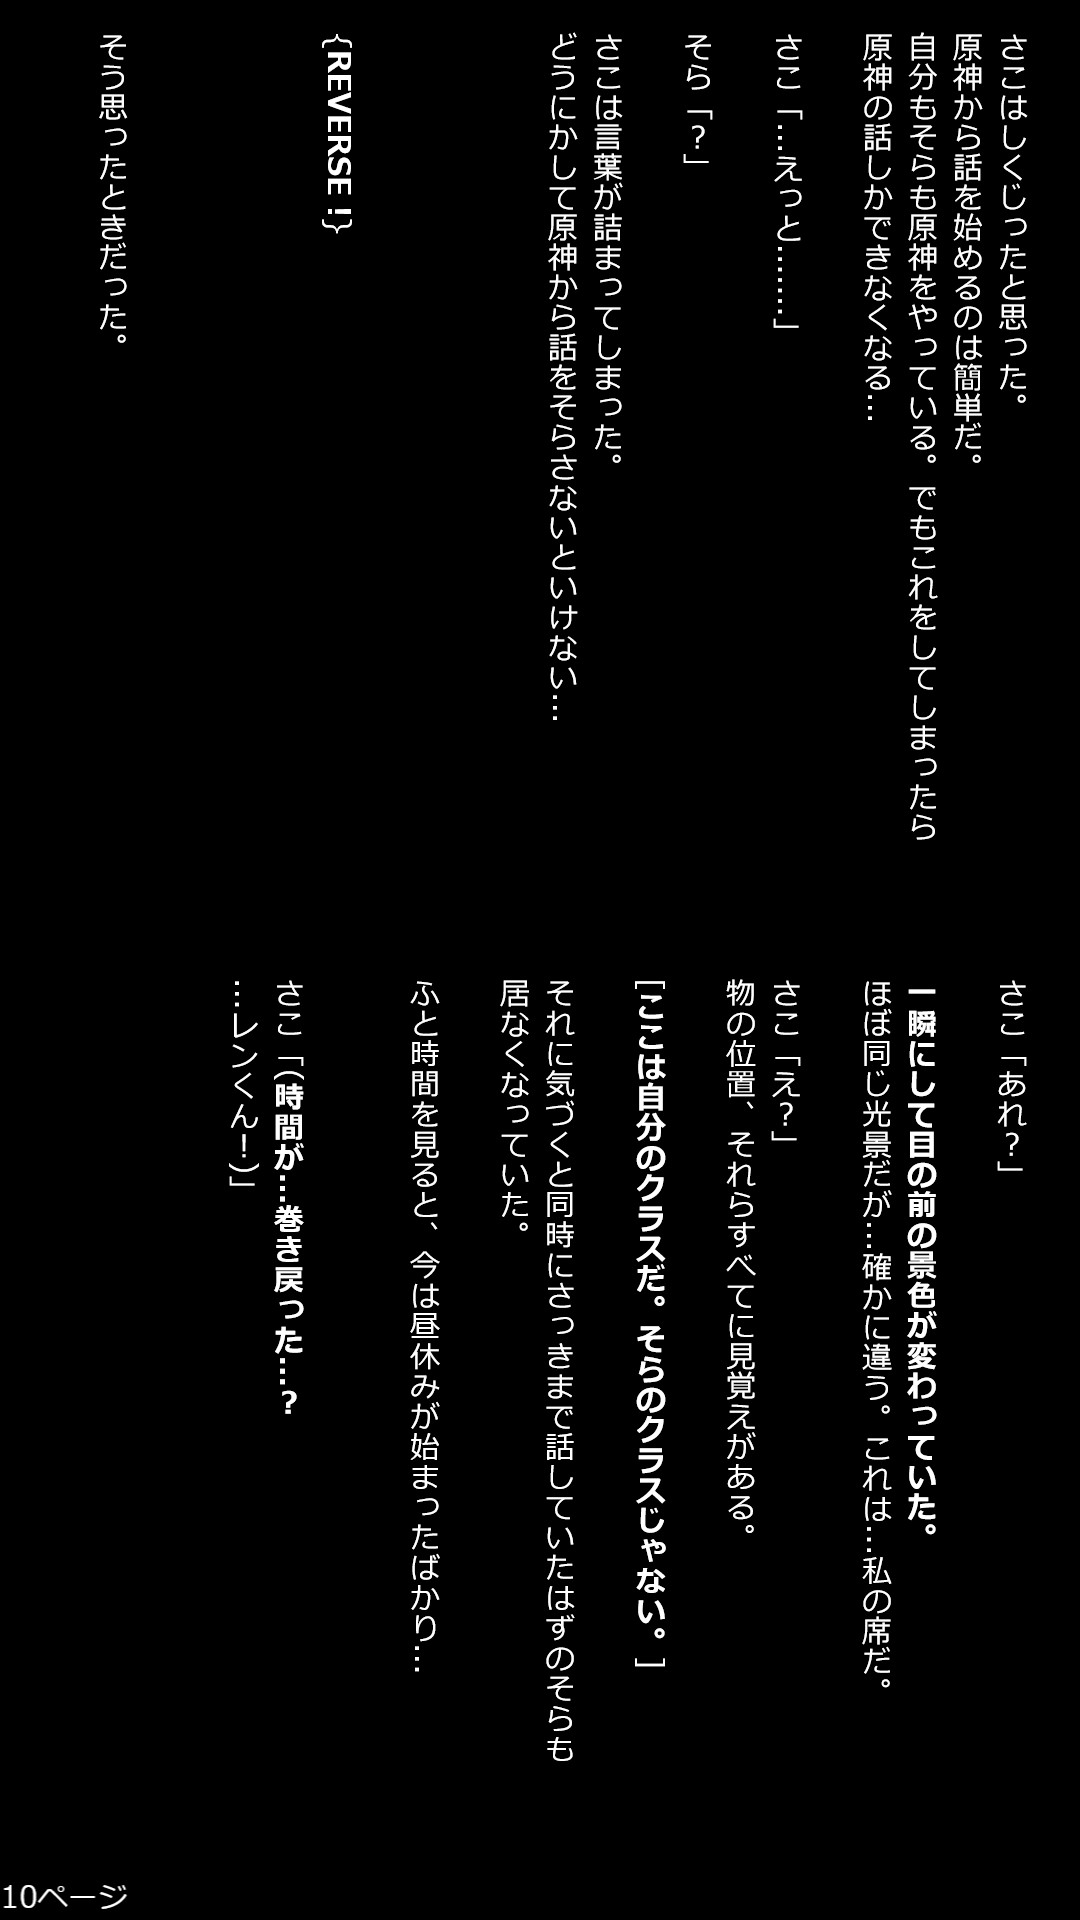 さこはしくじったと思った。
原神から話を始めるのは簡単だ。
自分もそらも原神をやっている。でもこれをしてしまったら
原神の話しかできなくなる…
さこ「…えっと……」
そら「？」
さこは言葉が詰まってしまった。
どうにかして原神から話をそらさないといけない…
{REVERSE !}
そう思ったときだった。
さこ「あれ？」
一瞬にして目の前の景色が変わっていた。
ほぼ同じ光景だが…確かに違う。これは…私の席だ。
さこ「え？」
物の位置、それらすべてに見覚えがある。
[ここは自分のクラスだ。そらのクラスじゃない。]
それに気づくと同時にさっきまで話していたはずのそらも
居なくなっていた。
ふと時間を見ると、今は昼休みが始まったばかり…
さこ「(時間が…巻き戻った…？
…レンくん！)」
10ページ